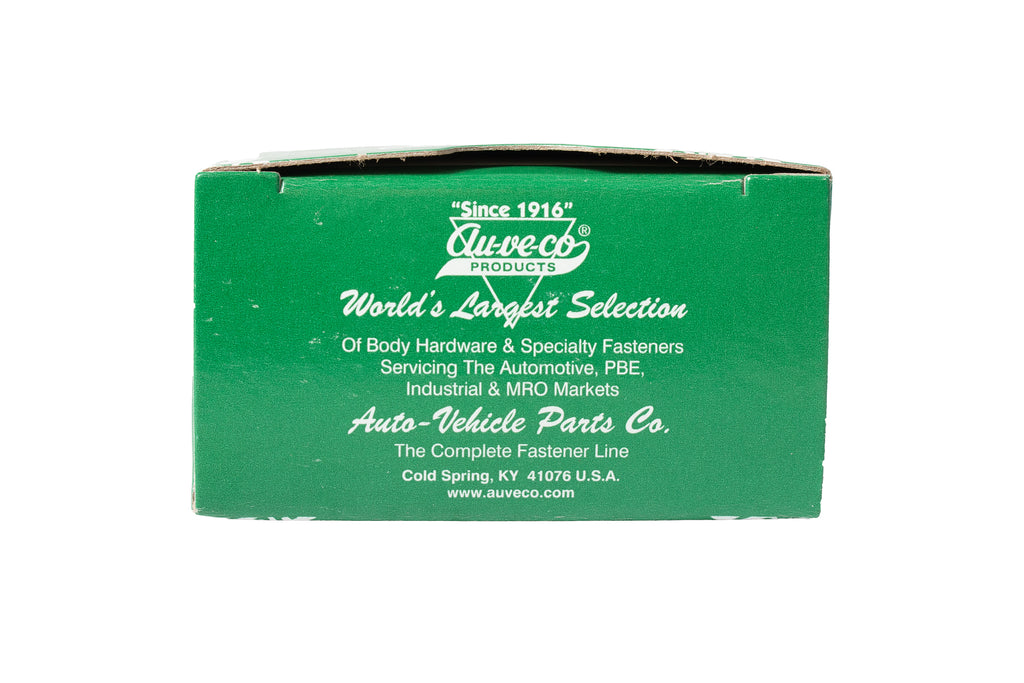 "Since 1916"
Au-ve-co®
PRODUCTS
World's Largest Selection
Of Body Hardware & Specialty Fasteners
Servicing The Automotive, PBE,
Industrial & MRO Markets
Auto-Vehicle Parts Co.
The Complete Fastener Line
Cold Spring, KY 41076 U.S.A.
www.auveco.com